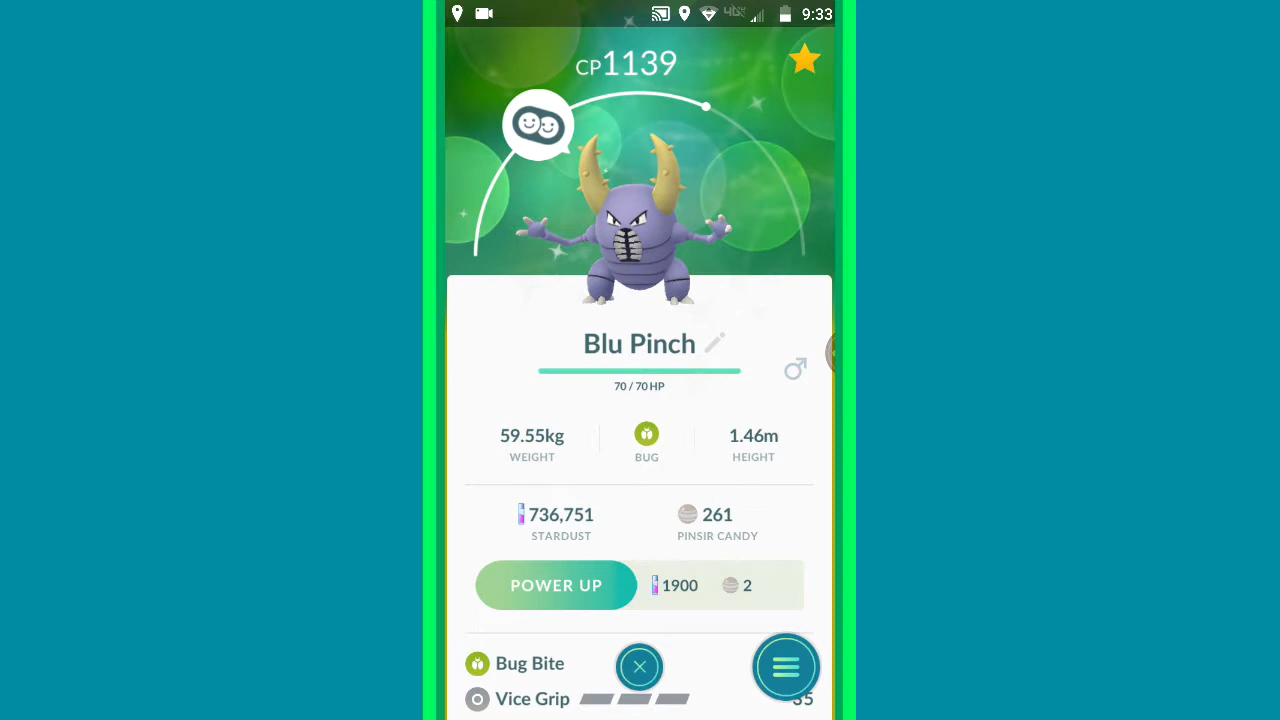 4G 9:33
CP1139
Blu Pinch
70 / 70 HP
59.55kg 1.46m
WEIGHT BUG HEIGHT
736,751 261
STARDUST PINSIR CANDY
POWER UP 1900 2
Bug Bite
Vice Grip 35